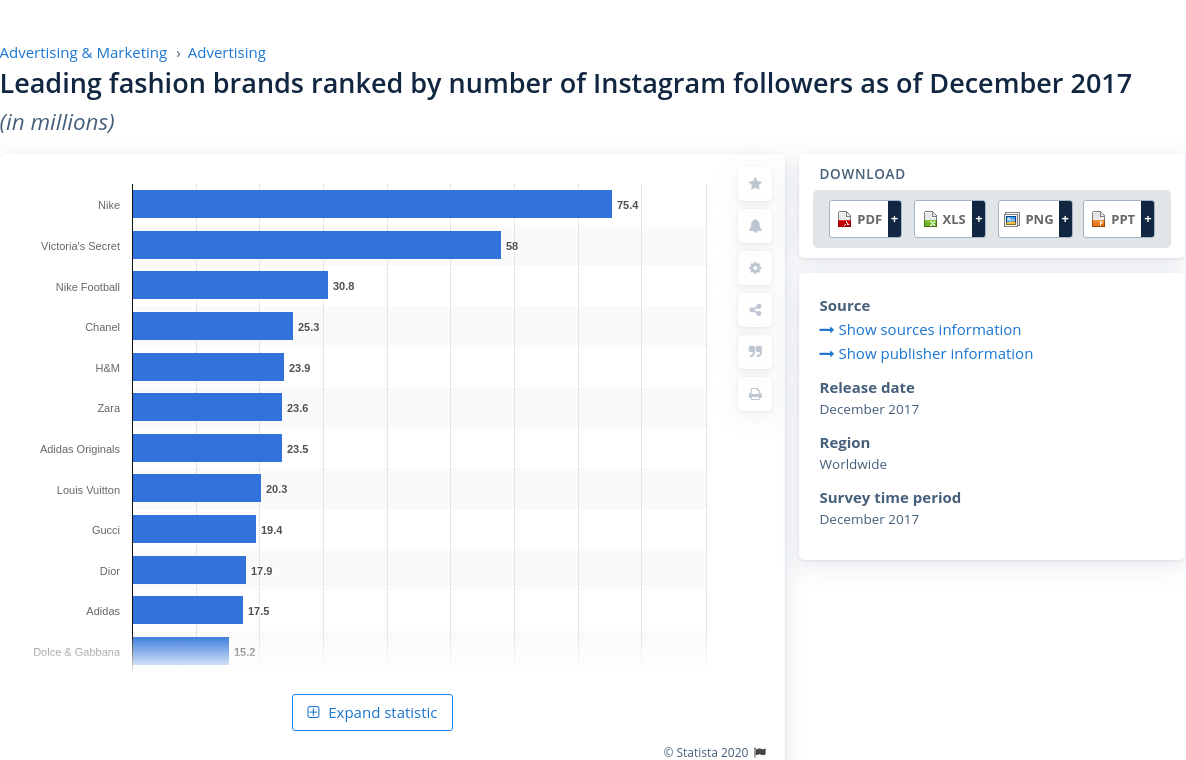 Advertising & Marketing › Advertising
Leading fashion brands ranked by number of Instagram followers as of December 2017
(in millions)
Nike 75.4
Victoria's Secret 58
Nike Football 30.8
Chanel 25.3
H&M 23.9
Zara 23.6
Adidas Originals 23.5
Louis Vuitton 20.3
Gucci 19.4
Dior 17.9
Adidas 17.5
Dolce & Gabbana 15.2
Expand statistic
© Statista 2020
DOWNLOAD
PDF + XLS + PNG + PPT +
Source
Show sources information
Show publisher information
Release date
December 2017
Region
Worldwide
Survey time period
December 2017